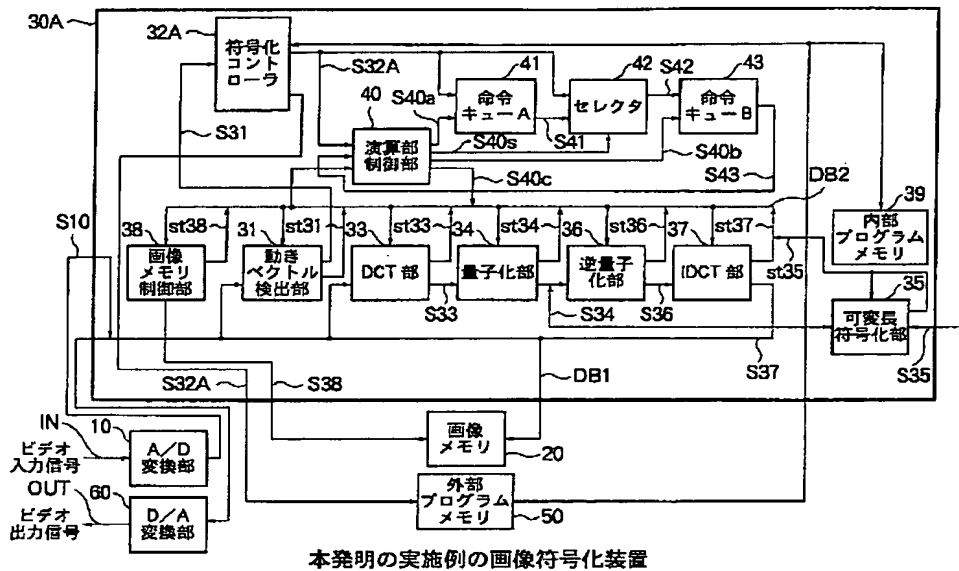 30A
32A
符号化
コント
ローラ
S32A
41
42
S42
43
40
S40a
命令
キューA
セレクタ
命令
キューB
S31
演算部
制御部
S40s
S41
S40b
S43
S40c
DB2
S10
38
st38
31
st31
33
st33
34
st34
36
st36
37
st37
39
画像
メモリ
制御部
動き
ベクトル
検出部
DCT部
量子化部
逆量子
化部
IDCT部
内部
プログラム
メモリ
st35
35
S33
S34
S36
可変長
符号化部
S32A
S38
DB1
S37
S35
IN
10
ビデオ
入力信号
A/D
変換部
画像
メモリ
20
OUT
60
ビデオ
出力信号
D/A
変換部
外部
プログラム
メモリ
50
本発明の実施例の画像符号化装置